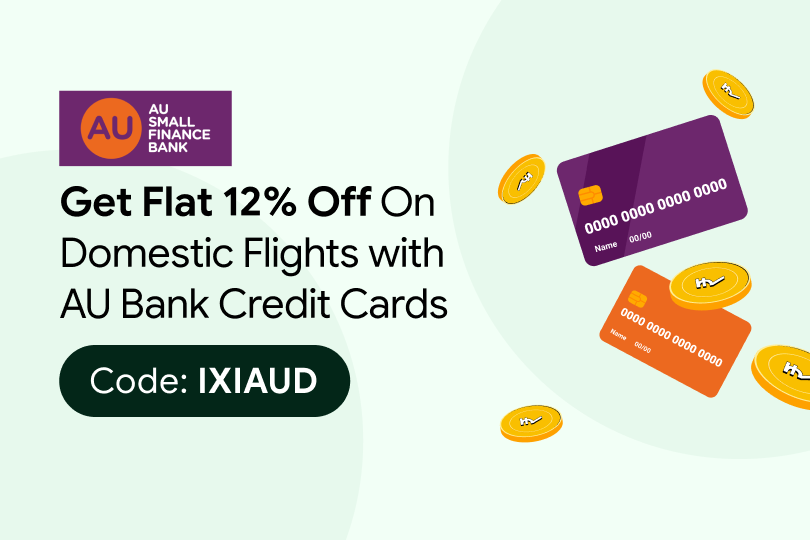 AU
AU
SMALL
FINANCE
BANK
Get Flat 12% Off On
Domestic Flights with
AU Bank Credit Cards
Code: IXIAUD
0000 0000 0000 0000
Name 00/00
0000 0000 0000 0000
Name 00/00